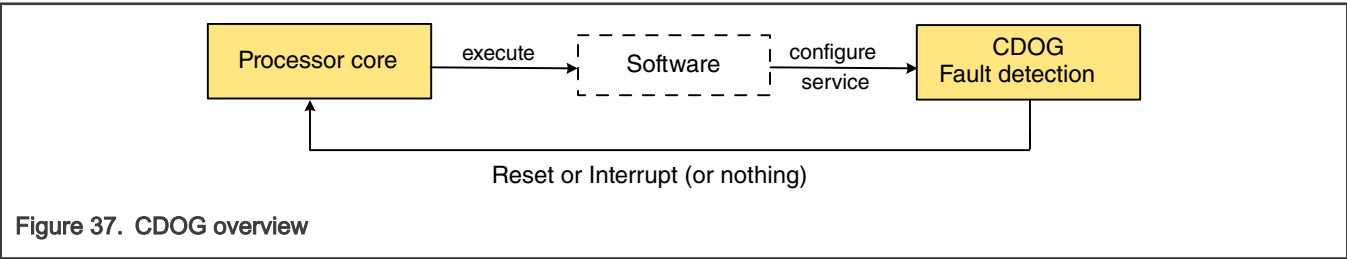 Processor core
execute
Software
configure
service
CDOG
Fault detection
Reset or Interrupt (or nothing)
Figure 37. CDOG overview